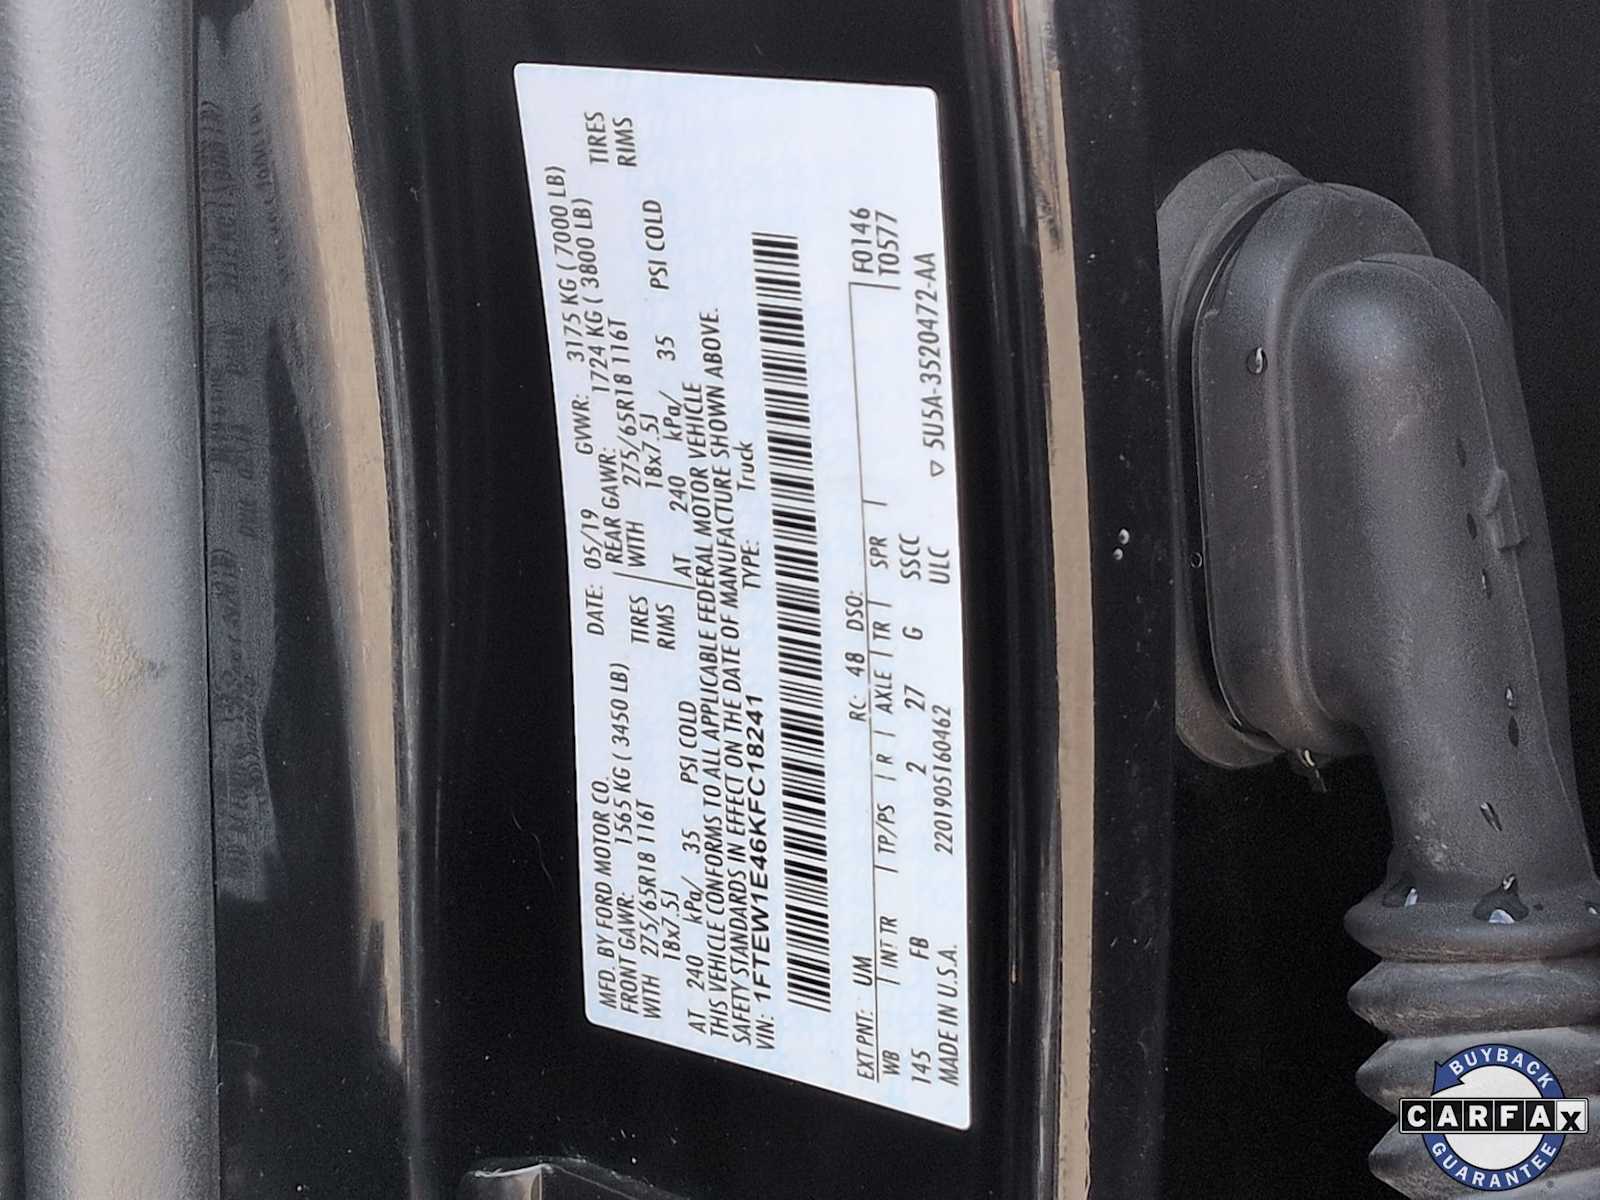 MFD. BY FORD MOTOR CO. DATE: 05/19 GVWR: 3175 KG ( 7000 LB)
FRONT GAWR: 1565 KG ( 3450 LB) REAR GAWR: 1724 KG ( 3800 LB)
WITH 275/65R18 116T TIRES WITH 275/65R18 116T TIRES
18x7.5J RIMS 18x7.5J RIMS
AT 240 kPa/ 35 PSI COLD AT 240 kPa/ 35 PSI COLD
THIS VEHICLE CONFORMS TO ALL APPLICABLE FEDERAL MOTOR VEHICLE
SAFETY STANDARDS IN EFFECT ON THE DATE OF MANUFACTURE SHOWN ABOVE.
VIN: 1FTEW1E46KFC18241 TYPE: Truck
EXT PNT: UM RC: 48 DSO: F0146
WB INT TR TP/PS R AXLE TR SPR T0577
145 FB 2 27 G SSCC
MADE IN U.S.A. 220190516O462 ULC ▽ 5U5A-3520472-AA
BUYBACK
CARFAX
GUARANTEE